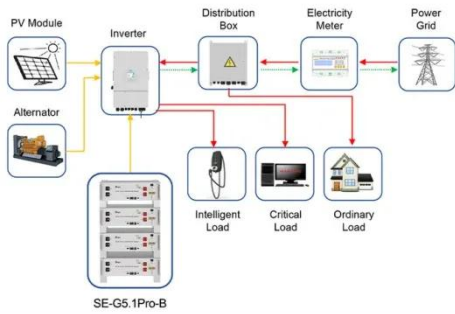 PV Module
Inverter
Distribution
Box
Electricity
Meter
Power
Grid
Alternator
Intelligent
Load
Critical
Load
Ordinary
Load
SE-G5.1Pro-B